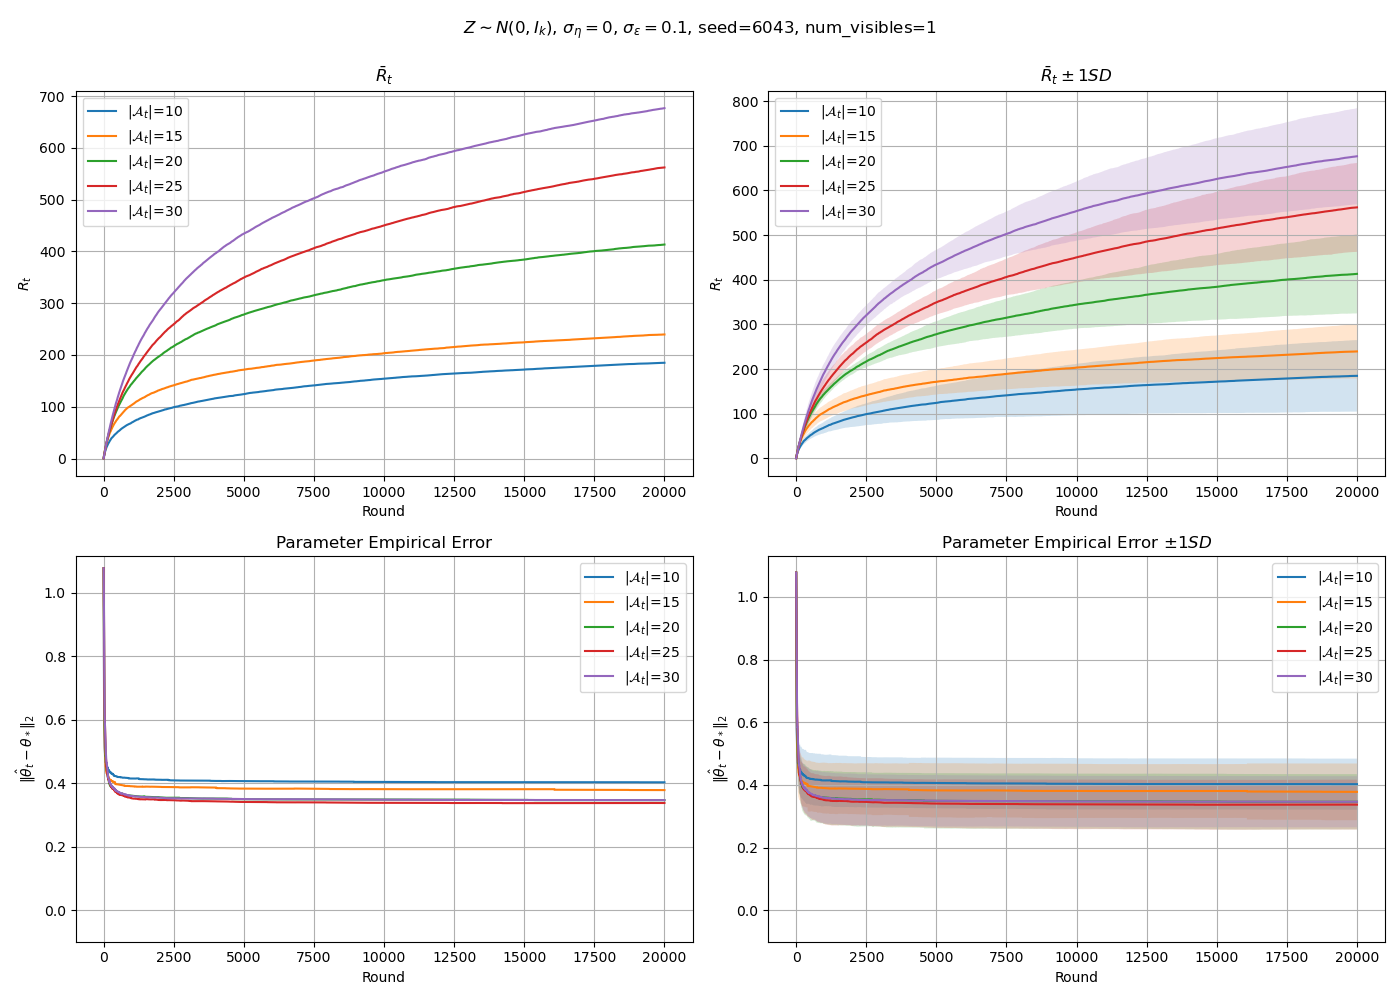 Z ∼ N(0, I_k), σ_η = 0, σ_ε = 0.1, seed=6043, num_visibles=1
R̄_t
700
600
500
400
300
200
100
0
R_t
|𝒜_t|=10
|𝒜_t|=15
|𝒜_t|=20
|𝒜_t|=25
|𝒜_t|=30
0 2500 5000 7500 10000 12500 15000 17500 20000
Round
R̄_t ± 1SD
800
700
600
500
400
300
200
100
0
R_t
|𝒜_t|=10
|𝒜_t|=15
|𝒜_t|=20
|𝒜_t|=25
|𝒜_t|=30
0 2500 5000 7500 10000 12500 15000 17500 20000
Round
Parameter Empirical Error
1.0
0.8
0.6
0.4
0.2
0.0
‖θ̂_t − θ_*‖_2
|𝒜_t|=10
|𝒜_t|=15
|𝒜_t|=20
|𝒜_t|=25
|𝒜_t|=30
0 2500 5000 7500 10000 12500 15000 17500 20000
Round
Parameter Empirical Error ±1SD
1.0
0.8
0.6
0.4
0.2
0.0
‖θ̂_t − θ_*‖_2
|𝒜_t|=10
|𝒜_t|=15
|𝒜_t|=20
|𝒜_t|=25
|𝒜_t|=30
0 2500 5000 7500 10000 12500 15000 17500 20000
Round